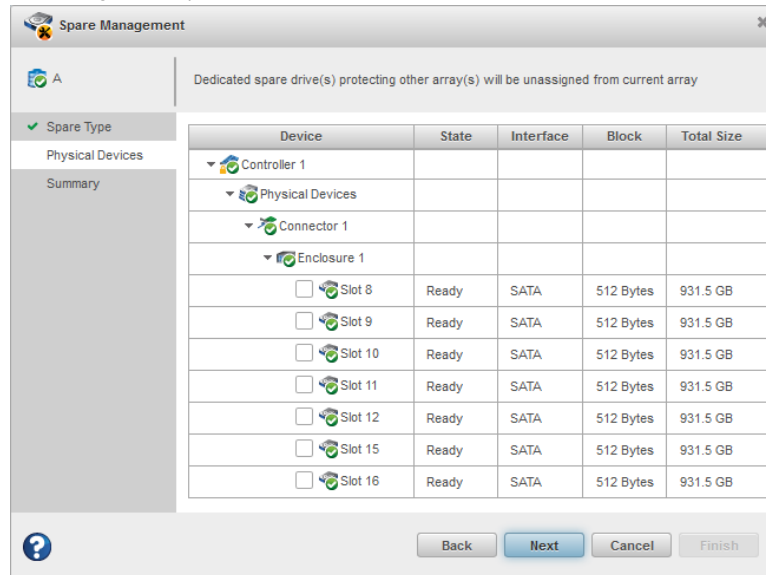 Spare Management
A
Dedicated spare drive(s) protecting other array(s) will be unassigned from current array
Spare Type
Physical Devices
Summary
Device State Interface Block Total Size
Controller 1
Physical Devices
Connector 1
Enclosure 1
Slot 8 Ready SATA 512 Bytes 931.5 GB
Slot 9 Ready SATA 512 Bytes 931.5 GB
Slot 10 Ready SATA 512 Bytes 931.5 GB
Slot 11 Ready SATA 512 Bytes 931.5 GB
Slot 12 Ready SATA 512 Bytes 931.5 GB
Slot 15 Ready SATA 512 Bytes 931.5 GB
Slot 16 Ready SATA 512 Bytes 931.5 GB
? Back Next Cancel Finish